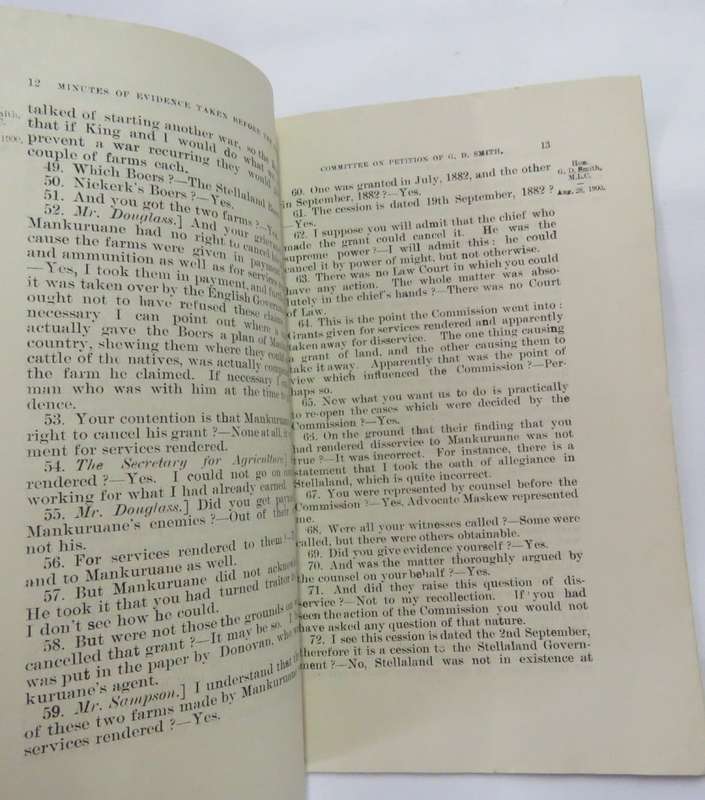 12 MINUTES OF EVIDENCE TAKEN BEFORE
1900.
talked of starting another war, so
that if King and I would do what
prevent a war recurring they would
couple of farms each.
49. Which Boers ?—The Stellaland
50. Niekerk's Boers ?—Yes.
51. And you got the two farms ?—Yes.
52. Mr. Douglass.] And your
Mankuruane had no right to cancel
cause the farms were given in payment
and ammunition as well as for services
—Yes, I took them in payment, and
it was taken over by the English
ought not to have refused these
necessary I can point out where
actually gave the Boers a plan of
country, shewing them where they could
cattle of the natives, was actually
the farm he claimed. If necessary
man who was with him at the time
dence.
53. Your contention is that Mankuruane
right to cancel his grant ?—None at all,
ment for services rendered.
54. The Secretary for Agriculture.]
rendered ?—Yes. I could not go on
working for what I had already earned
55. Mr. Douglass.] Did you get
Mankuruane's enemies ?—Out of their
not his.
56. For services rendered to them ?—
and to Mankuruane as well.
57. But Mankuruane did not
He took it that you had turned traitor
I don't see how he could.
58. But were not those the grounds on
cancelled that grant ?—It may be so.
was put in the paper by Donovan, who
kuruane's agent.
59. Mr. Sampson.] I understand that
of these two farms made by Mankuruane
services rendered ?—Yes.
COMMITTEE ON PETITION OF G. D. SMITH. 13
Hon.
G. D. Smith,
M.L.C.
Aug. 28, 1900.
60. One was granted in July, 1882, and the other
in September, 1882 ?—Yes.
61. The cession is dated 19th September, 1882 ?
—Yes.
62. I suppose you will admit that the chief who
made the grant could cancel it. He was the
supreme power ?—I will admit this: he could
cancel it by power of might, but not otherwise.
63. There was no Law Court in which you could
have any action. The whole matter was abso-
lutely in the chief's hands ?—There was no Court
of Law.
64. This is the point the Commission went into :
Grants given for services rendered and apparently
taken away for disservice. The one thing causing
a grant of land, and the other causing them to
take it away. Apparently that was the point of
view which influenced the Commission ?—Per-
haps so.
65. Now what you want us to do is practically
to re-open the cases which were decided by the
Commission ?—Yes.
66. On the ground that their finding that you
had rendered disservice to Mankuruane was not
true ?—It was incorrect. For instance, there is a
statement that I took the oath of allegiance in
Stellaland, which is quite incorrect.
67. You were represented by counsel before the
Commission ?—Yes, Advocate Maskew represented
me.
68. Were all your witnesses called ?—Some were
called, but there were others obtainable.
69. Did you give evidence yourself ?—Yes.
70. And was the matter thoroughly argued by
the counsel on your behalf ?—Yes.
71. And did they raise this question of dis-
service ?—Not to my recollection. If you had
seen the action of the Commission you would not
have asked any question of that nature.
72. I see this cession is dated the 2nd September,
therefore it is a cession to the Stellaland Govern-
ment ?—No, Stellaland was not in existence at